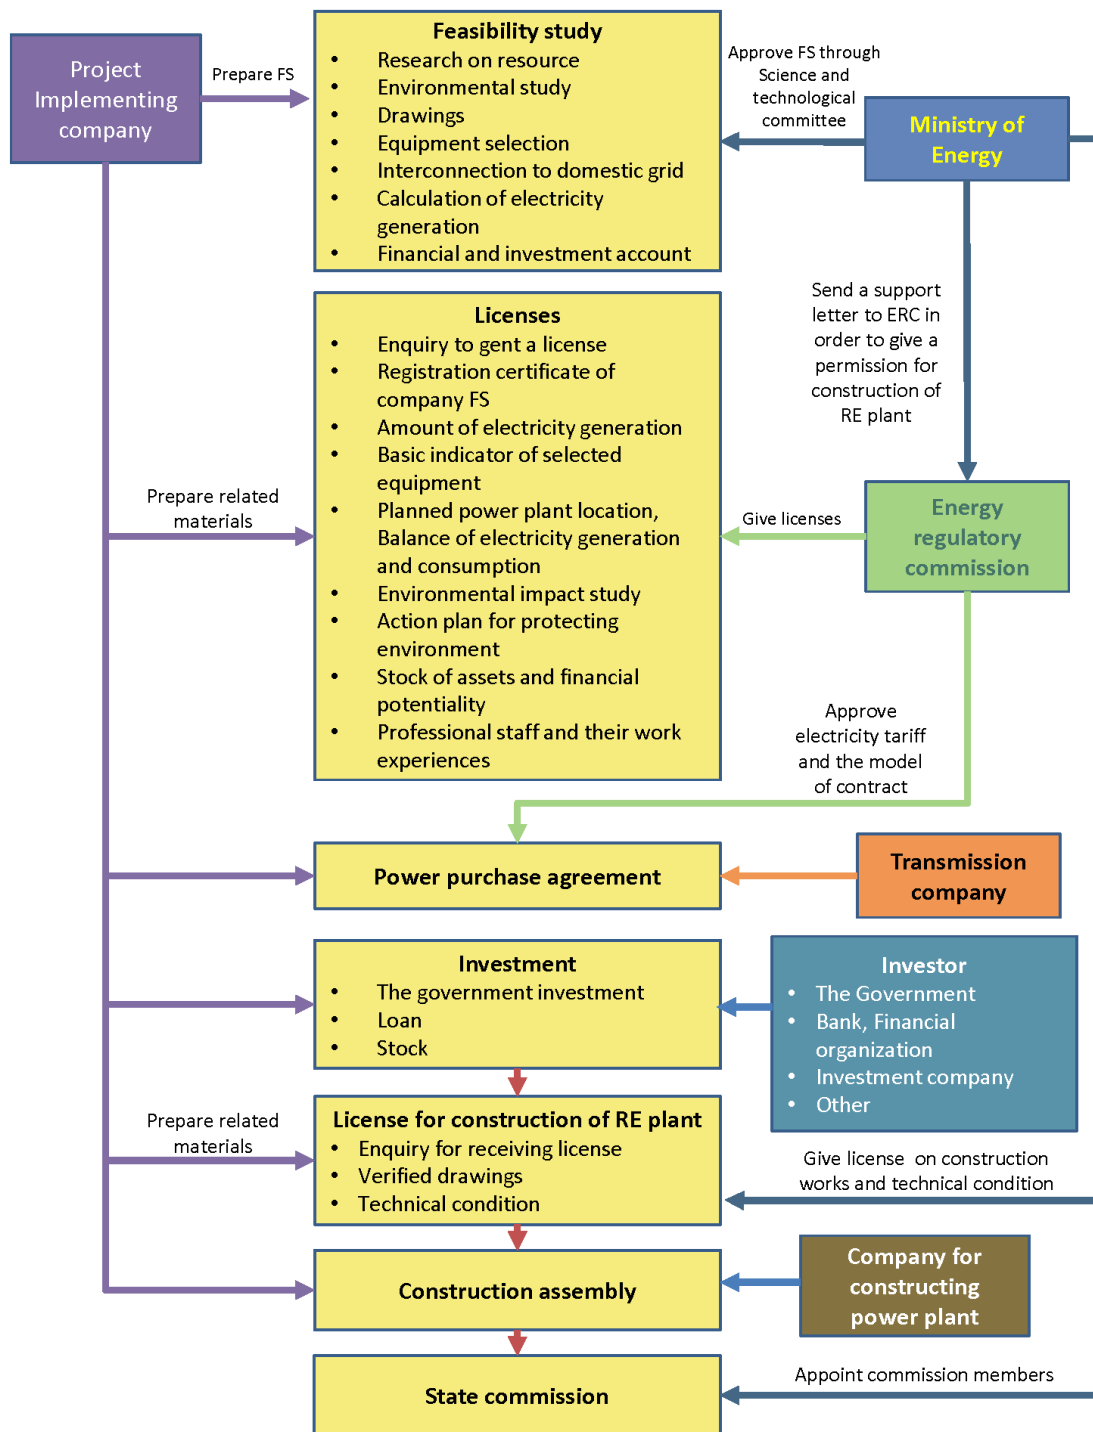 Project
Implementing
company
Prepare FS
Feasibility study
• Research on resource
• Environmental study
• Drawings
• Equipment selection
• Interconnection to domestic grid
• Calculation of electricity
generation
• Financial and investment account
Approve FS through
Science and
technological
committee
Ministry of
Energy
Send a support
letter to ERC in
order to give a
permission for
construction of
RE plant
Licenses
• Enquiry to gent a license
• Registration certificate of
company FS
• Amount of electricity generation
• Basic indicator of selected
equipment
• Planned power plant location,
Balance of electricity generation
and consumption
• Environmental impact study
• Action plan for protecting
environment
• Stock of assets and financial
potentiality
• Professional staff and their work
experiences
Prepare related
materials
Give licenses
Energy
regulatory
commission
Approve
electricity tariff
and the model
of contract
Power purchase agreement
Transmission
company
Investment
• The government investment
• Loan
• Stock
Investor
• The Government
• Bank, Financial
organization
• Investment company
• Other
Prepare related
materials
License for construction of RE plant
• Enquiry for receiving license
• Verified drawings
• Technical condition
Give license on construction
works and technical condition
Construction assembly
Company for
constructing
power plant
State commission
Appoint commission members